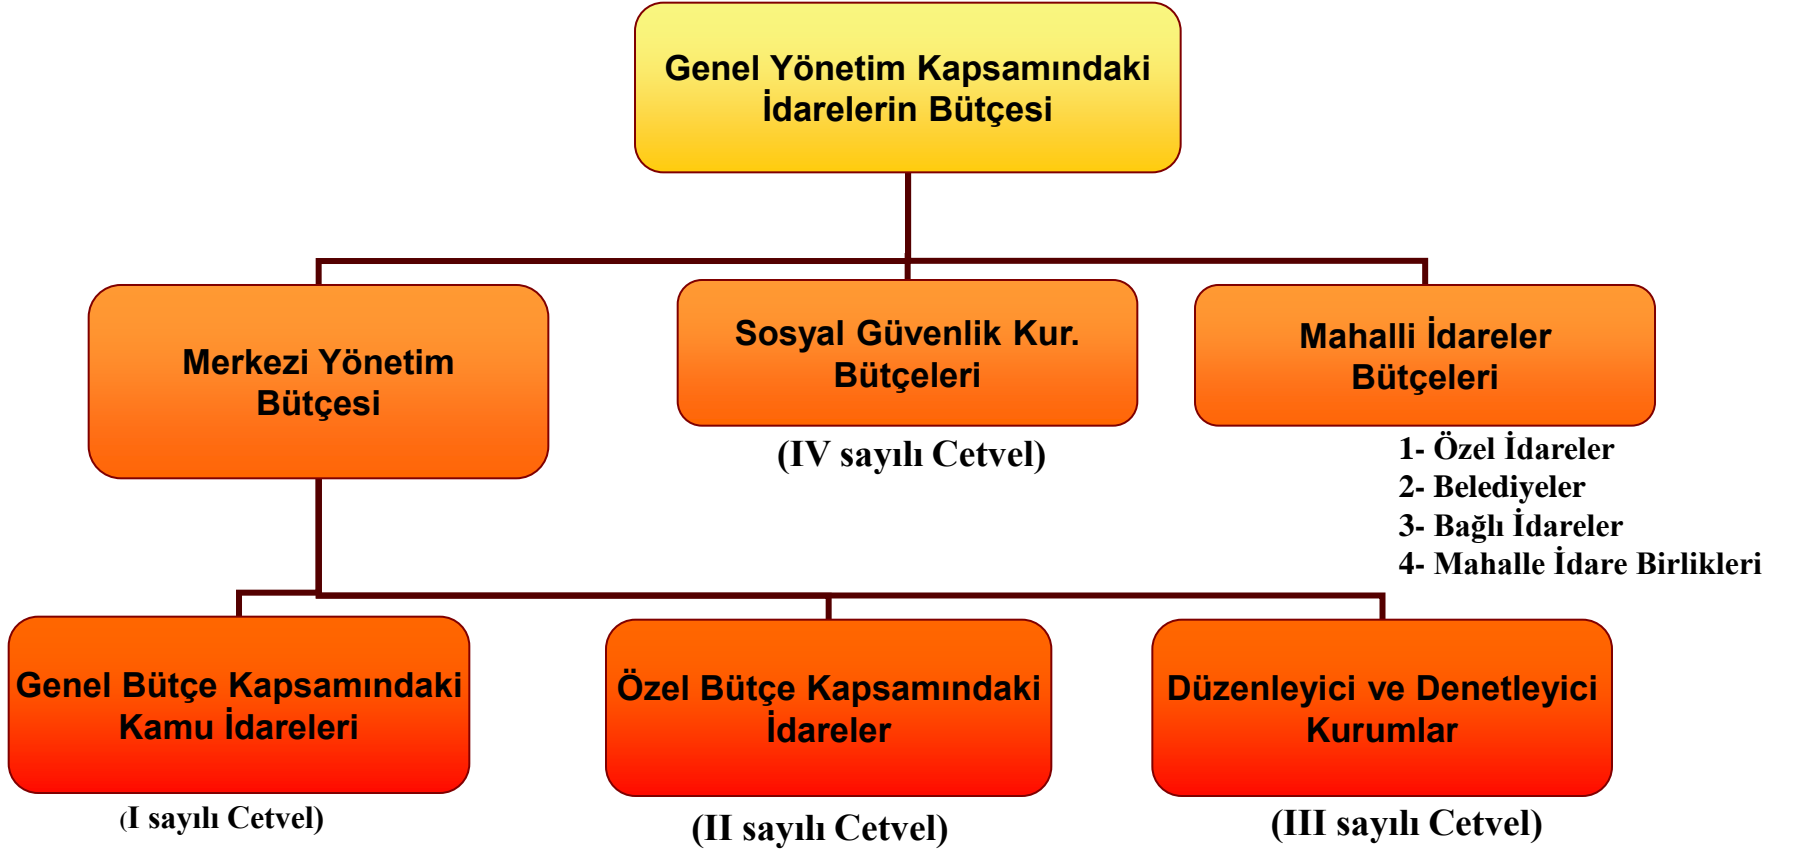 Genel Yönetim Kapsamındaki
İdarelerin Bütçesi
Merkezi Yönetim
Bütçesi
Sosyal Güvenlik Kur.
Bütçeleri
(IV sayılı Cetvel)
Mahalli İdareler
Bütçeleri
1- Özel İdareler
2- Belediyeler
3- Bağlı İdareler
4- Mahalle İdare Birlikleri
Genel Bütçe Kapsamındaki
Kamu İdareleri
(I sayılı Cetvel)
Özel Bütçe Kapsamındaki
İdareler
(II sayılı Cetvel)
Düzenleyici ve Denetleyici
Kurumlar
(III sayılı Cetvel)